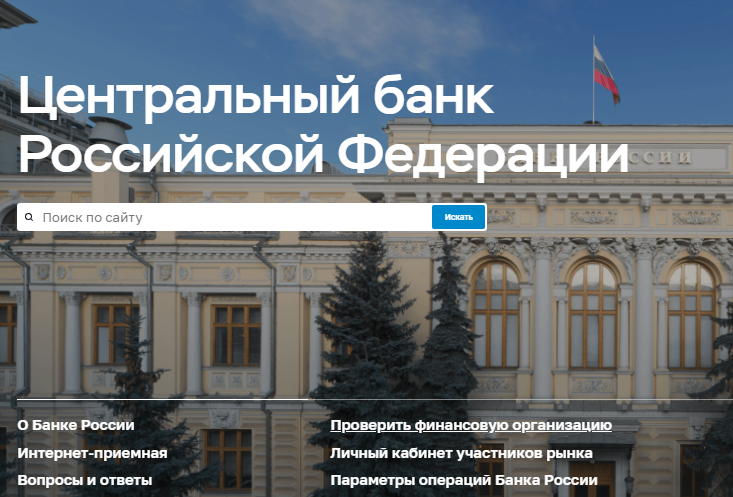 Центральный банк
Российской Федерации
Поиск по сайту
Искать
О Банке России
Проверить финансовую организацию
Интернет-приемная
Личный кабинет участников рынка
Вопросы и ответы
Параметры операций Банка России